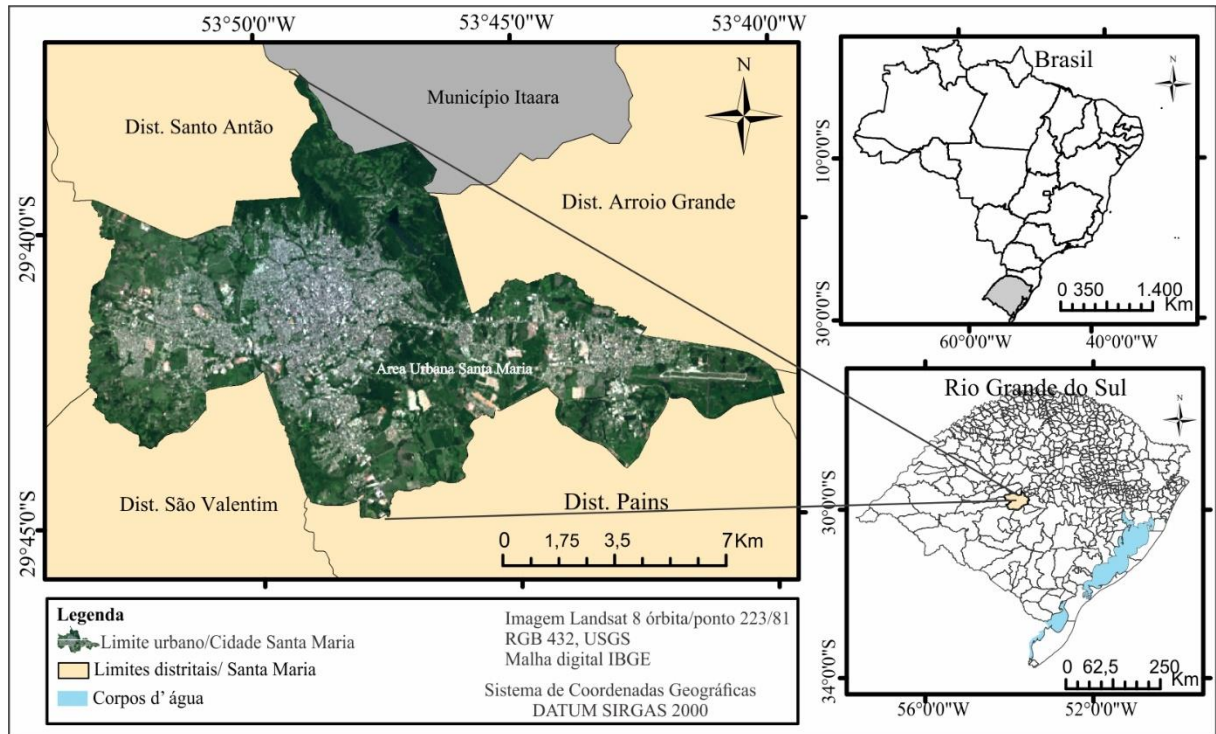 53°50'0"W
53°45'0"W
53°40'0"W
N
Município Itaara
Dist. Santo Antão
Dist. Arroio Grande
29°40'0"S
Área Urbana Santa Maria
Dist. São Valentim
Dist. Pains
29°45'0"S
0 1,75 3,5 7 Km
Brasil
N
10°0'0"S
30°0'0"S
0 350 1.400
Km
60°0'0"W
40°0'0"W
Rio Grande do Sul
N
30°0'0"S
34°0'0"S
0 62,5 250
Km
56°0'0"W
52°0'0"W
Legenda
Limite urbano/Cidade Santa Maria
Limites distritais/ Santa Maria
Corpos d' água
Imagem Landsat 8 órbita/ponto 223/81
RGB 432, USGS
Malha digital IBGE
Sistema de Coordenadas Geográficas
DATUM SIRGAS 2000